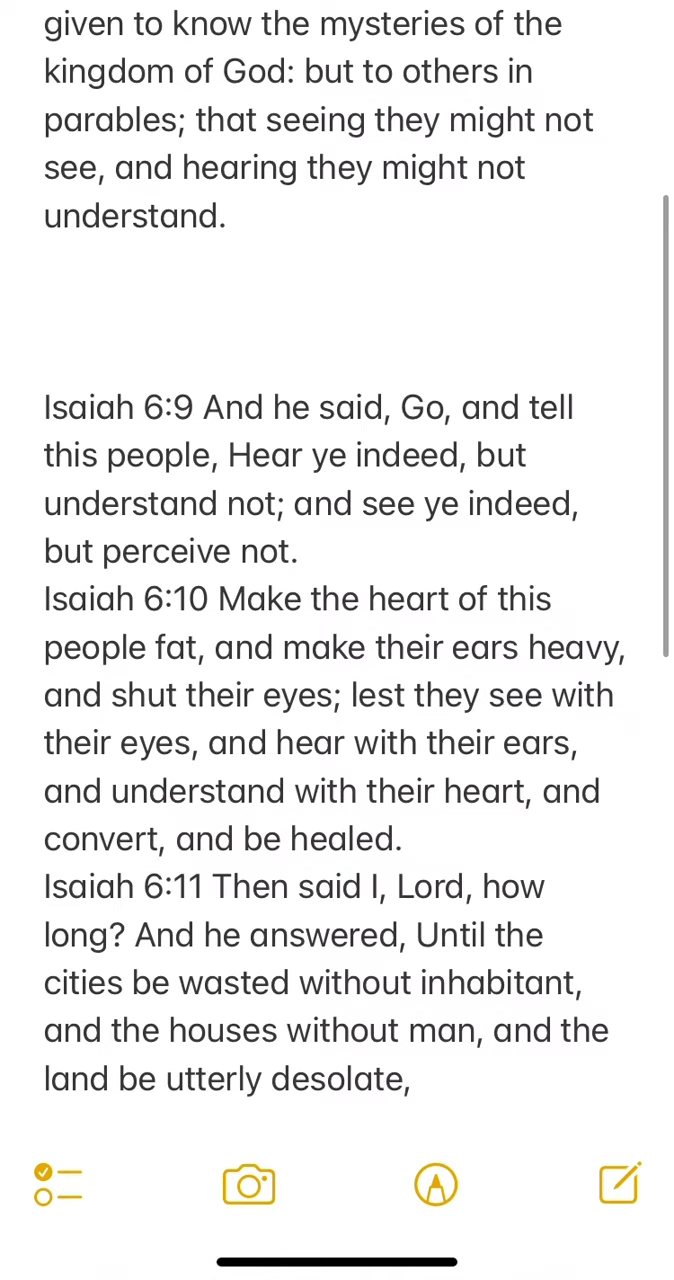 given to know the mysteries of the
kingdom of God: but to others in
parables; that seeing they might not
see, and hearing they might not
understand.
Isaiah 6:9 And he said, Go, and tell
this people, Hear ye indeed, but
understand not; and see ye indeed,
but perceive not.
Isaiah 6:10 Make the heart of this
people fat, and make their ears heavy,
and shut their eyes; lest they see with
their eyes, and hear with their ears,
and understand with their heart, and
convert, and be healed.
Isaiah 6:11 Then said I, Lord, how
long? And he answered, Until the
cities be wasted without inhabitant,
and the houses without man, and the
land be utterly desolate,